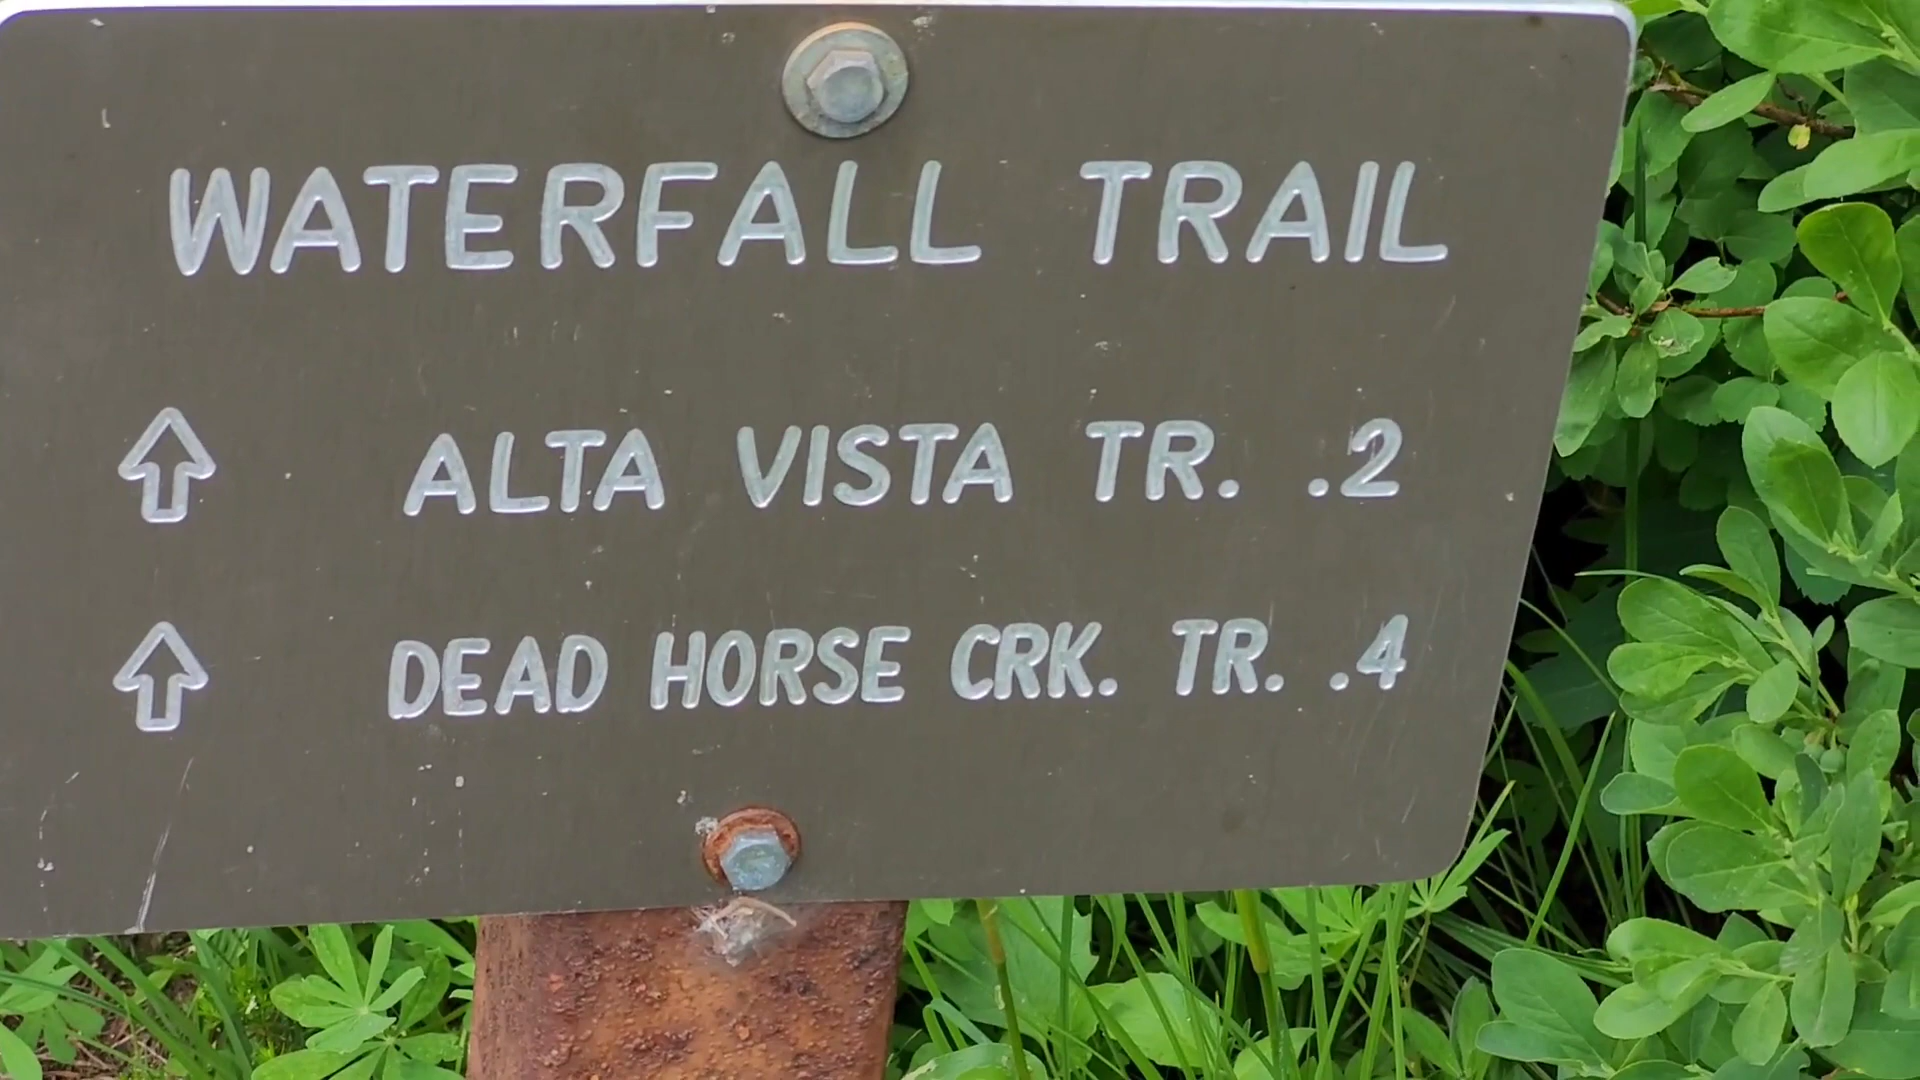 WATERFALL TRAIL
ALTA VISTA TR. .2
DEAD HORSE CRK. TR. .4